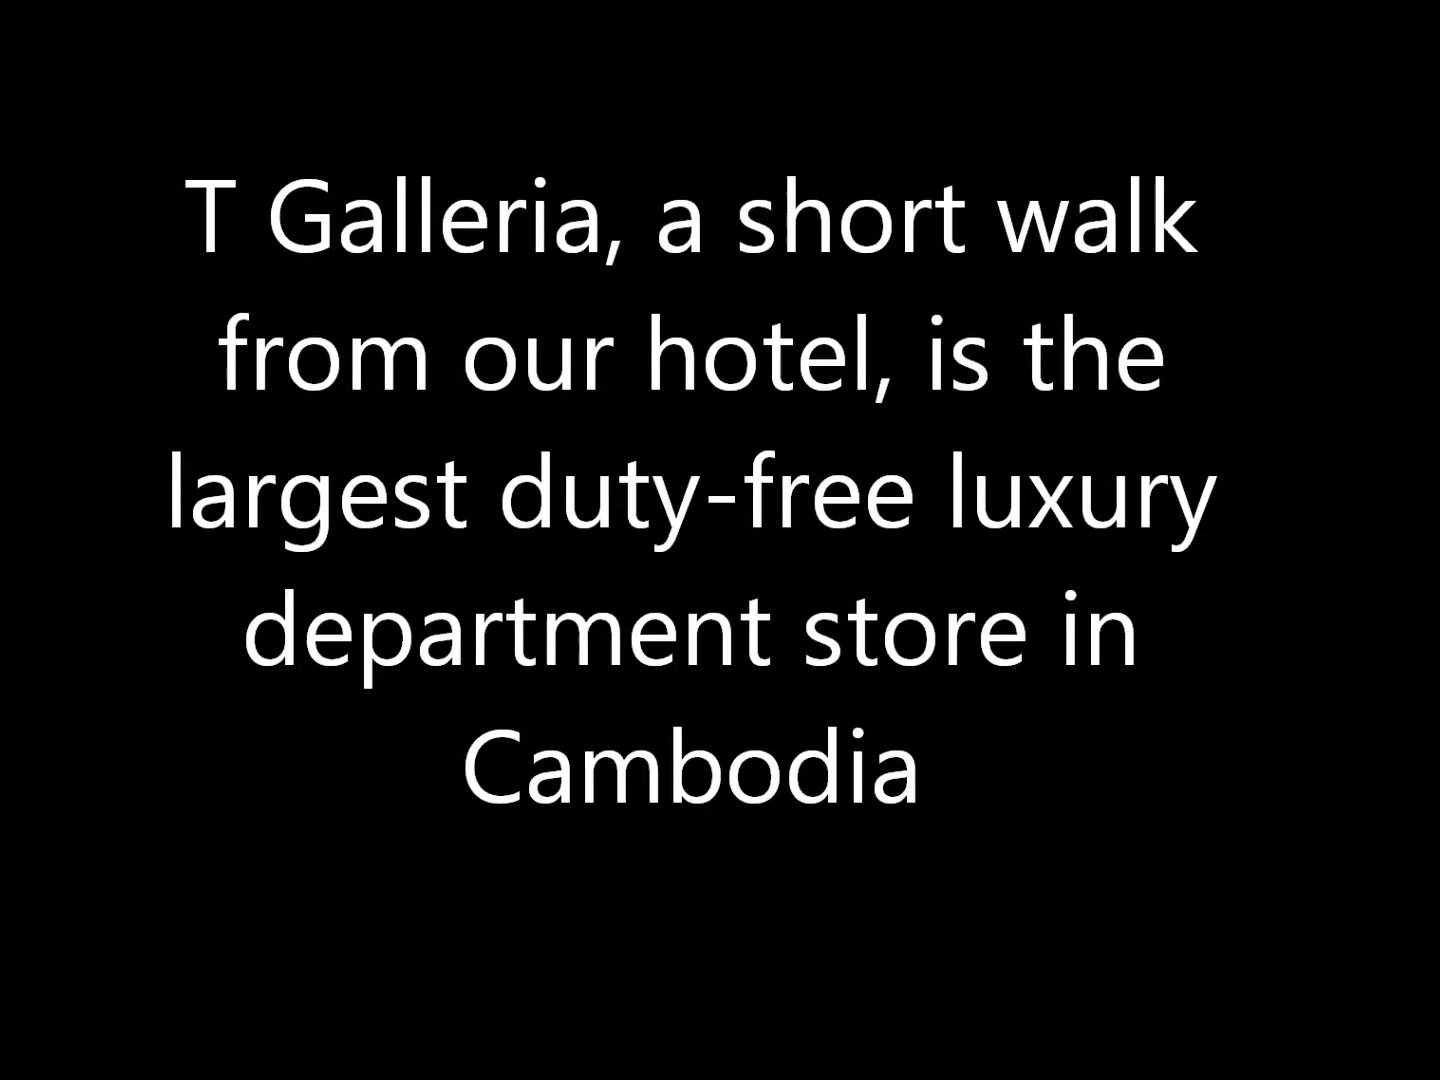 T Galleria, a short walk
from our hotel, is the
largest duty-free luxury
department store in
Cambodia